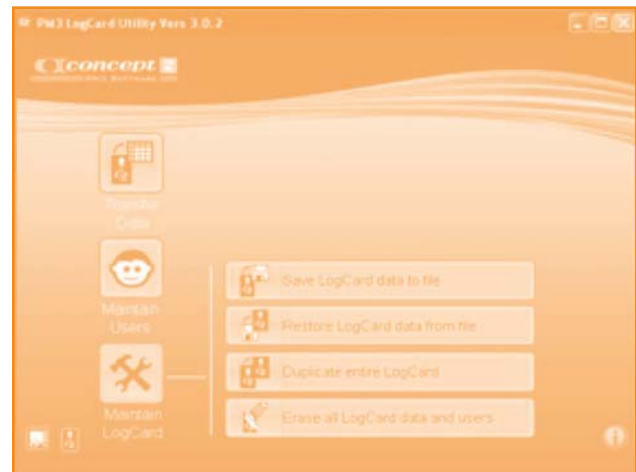 PM3 LogCard Utility Vers 3.0.2
concept 2
Transfer
Data
Maintain
Users
Save LogCard data to file
Restore LogCard data from file
Maintain
LogCard
Duplicate entire LogCard
Erase all LogCard data and users